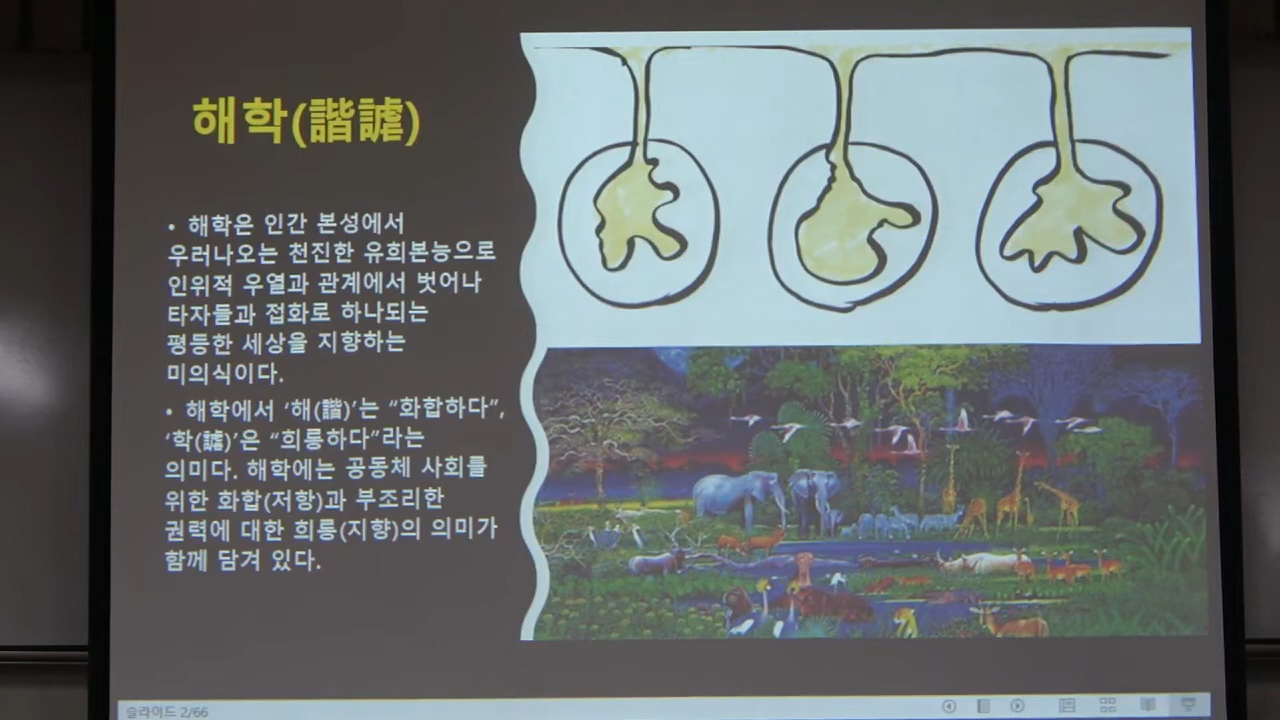 해학(諧謔)
• 해학은 인간 본성에서
우러나오는 천진한 유희본능으로
인위적 우열과 관계에서 벗어나
타자들과 접화로 하나되는
평등한 세상을 지향하는
미의식이다.
• 해학에서 ‘해(諧)’는 “화합하다”,
‘학(謔)’은 “희롱하다”라는
의미다. 해학에는 공동체 사회를
위한 화합(저항)과 부조리한
권력에 대한 희롱(지향)의 의미가
함께 담겨 있다.
슬라이드 2/66